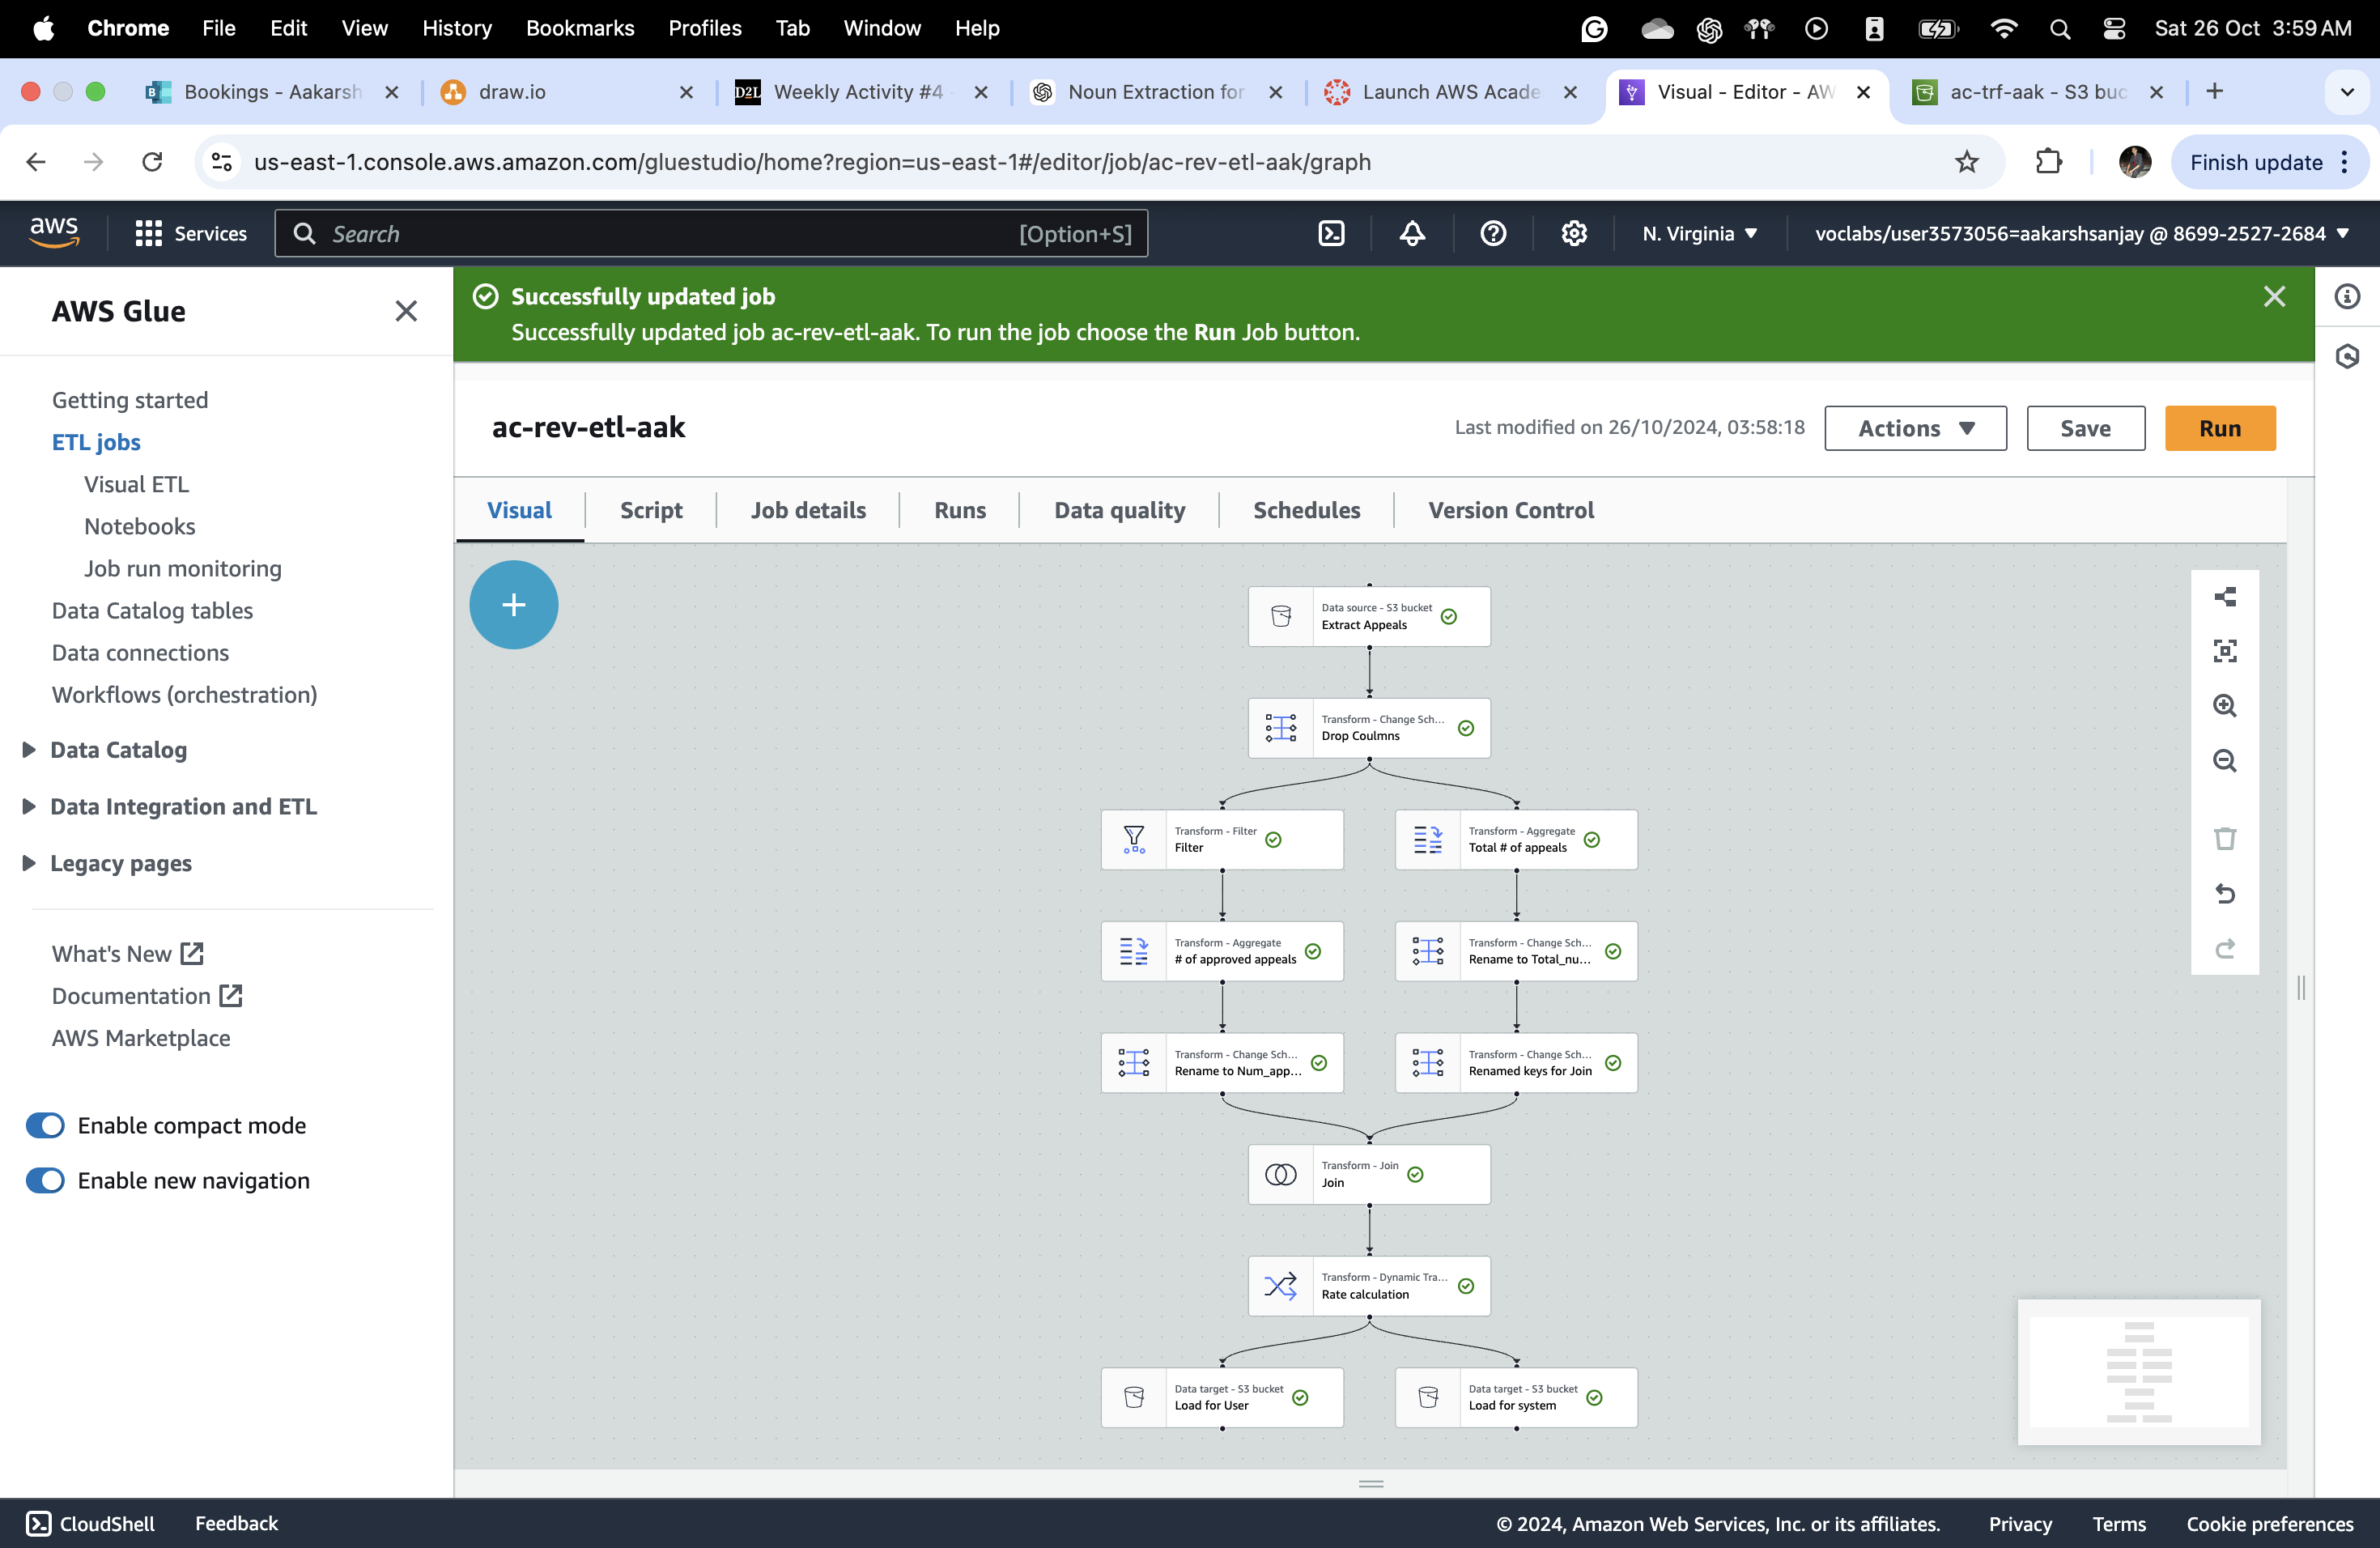 Chrome File Edit View History Bookmarks Profiles Tab Window Help Sat 26 Oct 3:59 AM
Bookings - Aakarsh draw.io D2L Weekly Activity #4 - Noun Extraction for Launch AWS Acade Visual - Editor - AW ac-trf-aak - S3 buc
us-east-1.console.aws.amazon.com/gluestudio/home?region=us-east-1#/editor/job/ac-rev-etl-aak/graph Finish update
aws Services Search [Option+S] N. Virginia voclabs/user3573056=aakarshsanjay @ 8699-2527-2684
AWS Glue
Getting started
ETL jobs
Visual ETL
Notebooks
Job run monitoring
Data Catalog tables
Data connections
Workflows (orchestration)
Data Catalog
Data Integration and ETL
Legacy pages
What's New
Documentation
AWS Marketplace
Enable compact mode
Enable new navigation
Successfully updated job
Successfully updated job ac-rev-etl-aak. To run the job choose the Run Job button.
ac-rev-etl-aak Last modified on 26/10/2024, 03:58:18 Actions Save Run
Visual Script Job details Runs Data quality Schedules Version Control
Data source - S3 bucket
Extract Appeals
Transform - Change Sch...
Drop Coulmns
Transform - Filter
Filter
Transform - Aggregate
Total # of appeals
Transform - Aggregate
# of approved appeals
Transform - Change Sch...
Rename to Total_nu...
Transform - Change Sch...
Rename to Num_app...
Transform - Change Sch...
Renamed keys for Join
Transform - Join
Join
Transform - Dynamic Tra...
Rate calculation
Data target - S3 bucket
Load for User
Data target - S3 bucket
Load for system
CloudShell Feedback © 2024, Amazon Web Services, Inc. or its affiliates. Privacy Terms Cookie preferences